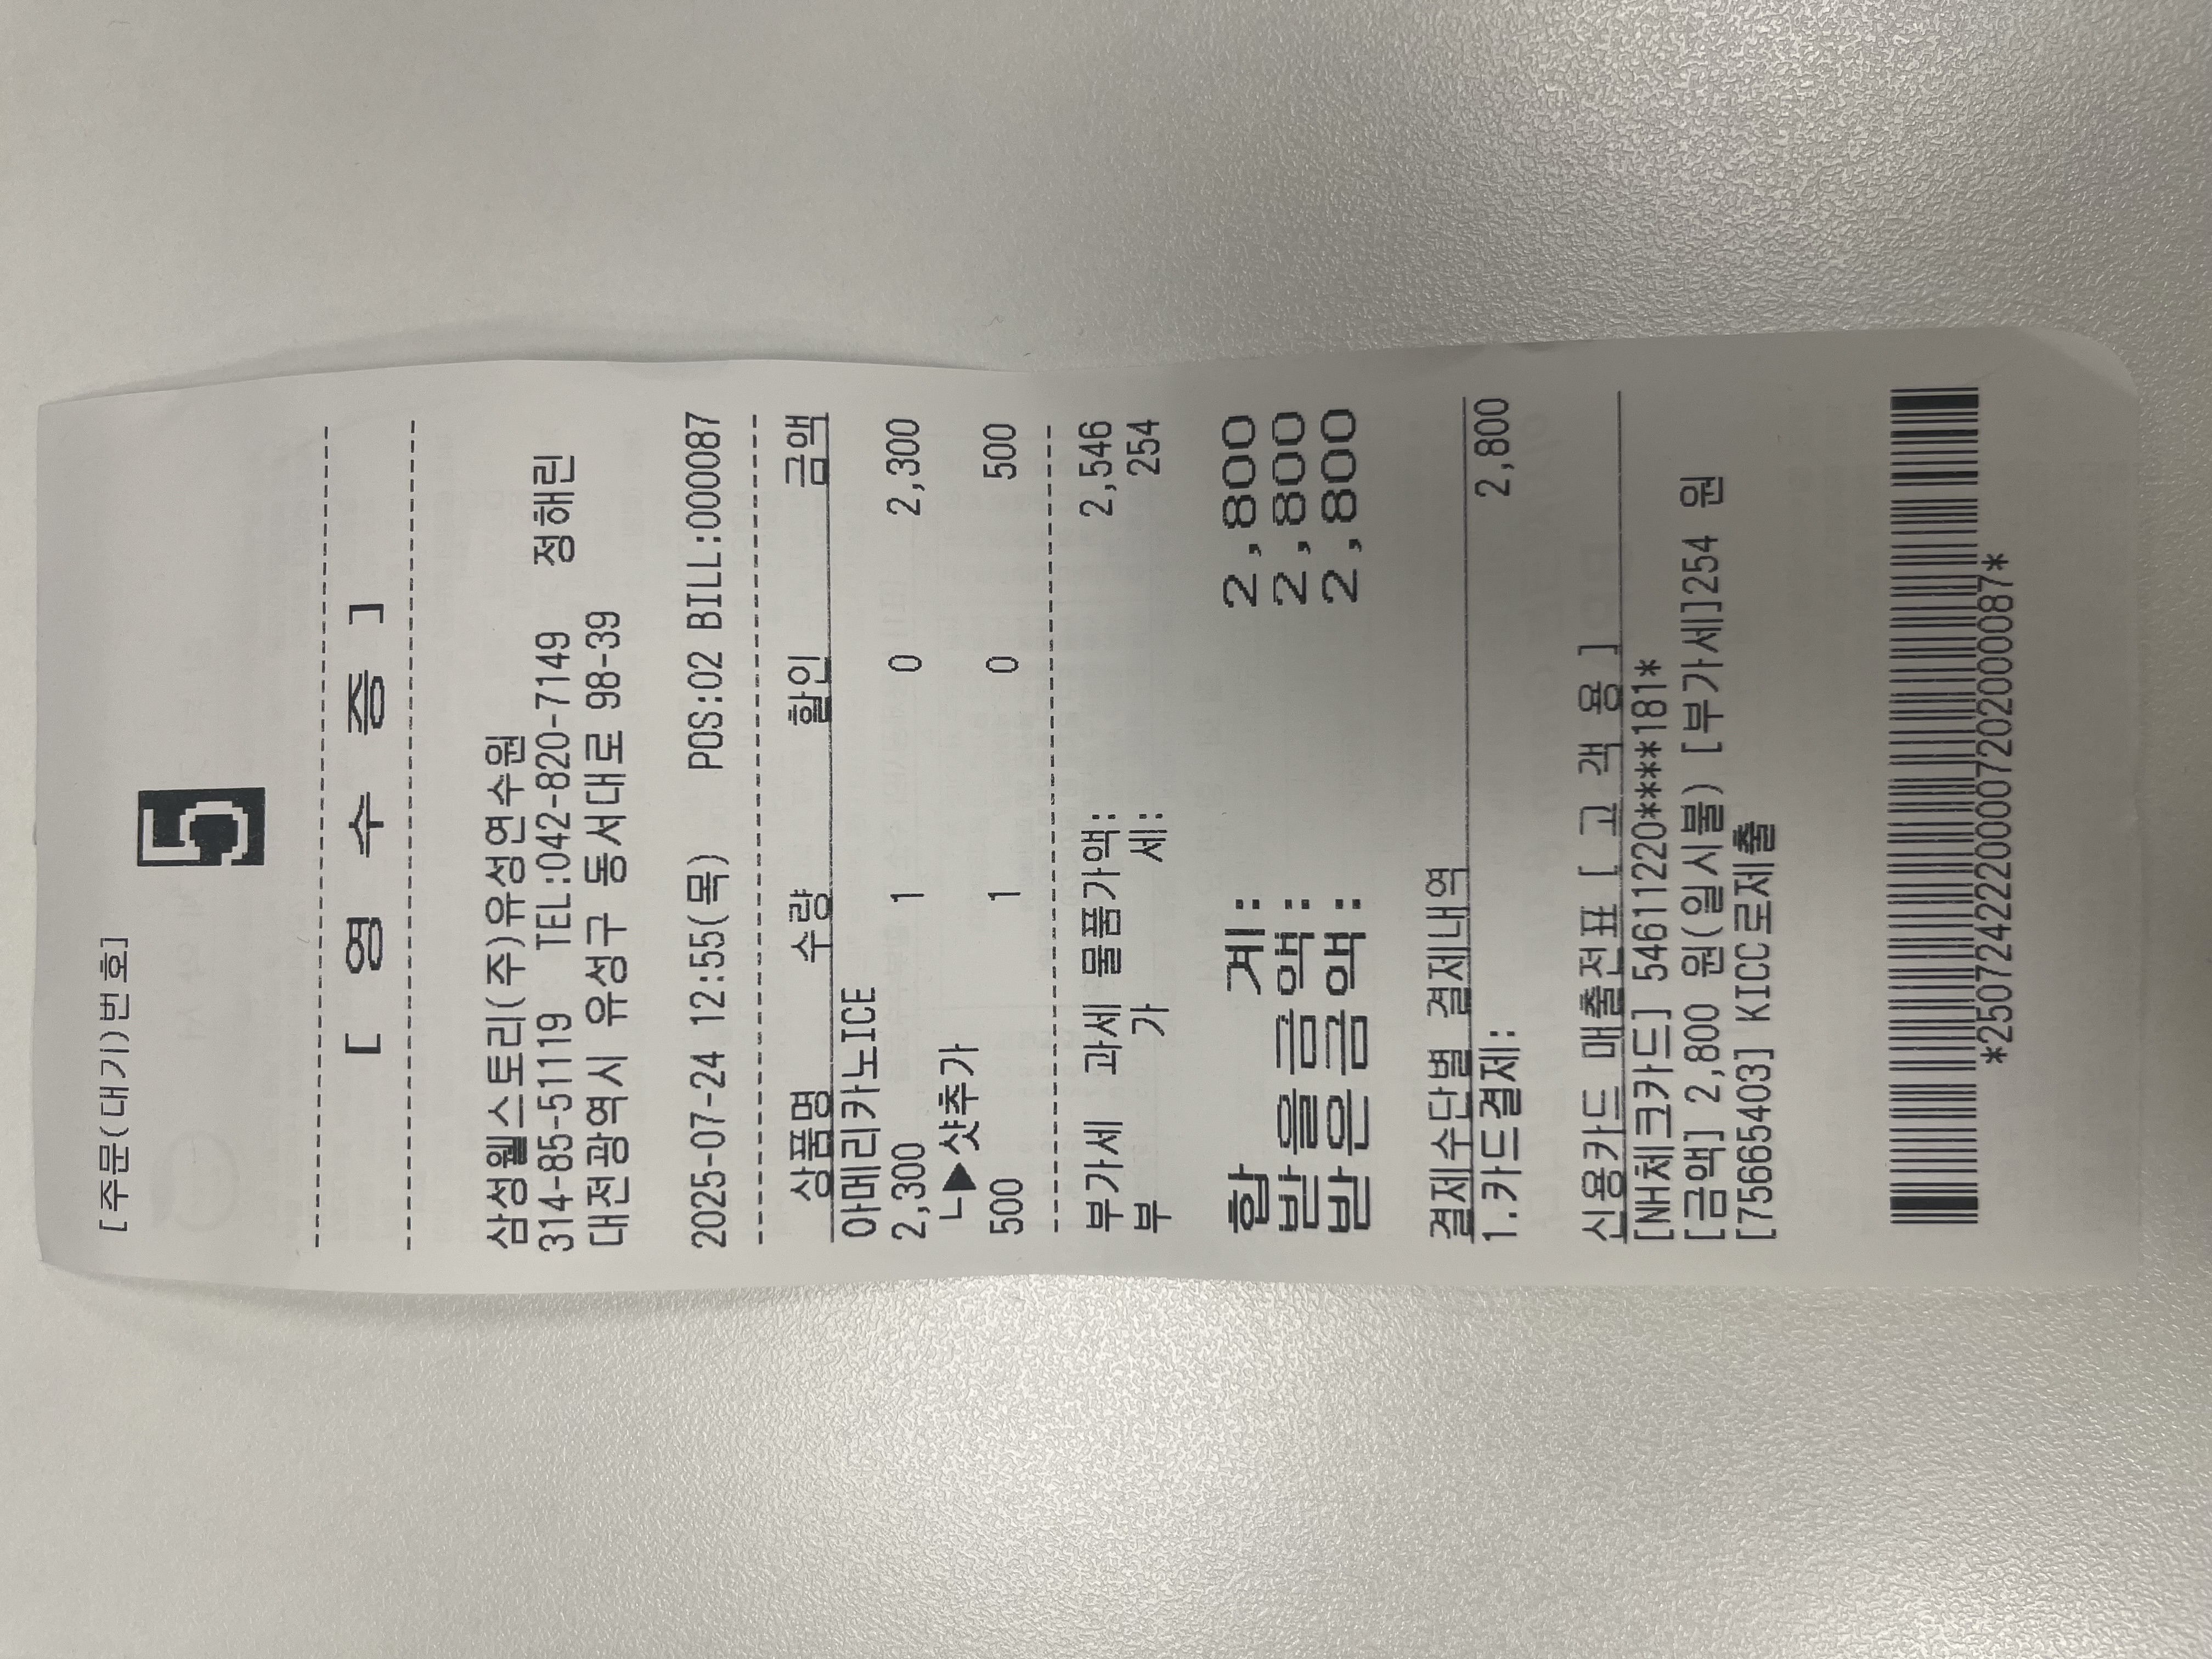 [주문(대기)번호]
5
[ 영 수 증 ]
삼성웰스토리(주)유성연수원
314-85-51119 TEL:042-820-7149 정해린
대전광역시 유성구 동서대로 98-39
2025-07-24 12:55(목) POS:02 BILL:000087
상품명 수량 할인 금액
아메리카노ICE
2,300 1 0 2,300
└▶샷추가
500 1 0 500
부가세 과세 물품가액: 2,546
부 가 세: 254
합 계: 2,800
받을금액: 2,800
받은금액: 2,800
결제수단별 결제내역
1.카드결제: 2,800
신용카드 매출전표 [ 고 객 용 ]
[NH체크카드] 54611220****181*
[금액] 2,800 원(일시불) [부가세]254 원
[75665403] KICC로제출
*25072422200007202000087*